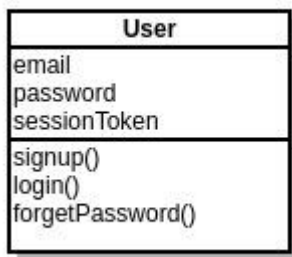 User
email
password
sessionToken
signup()
login()
forgetPassword()